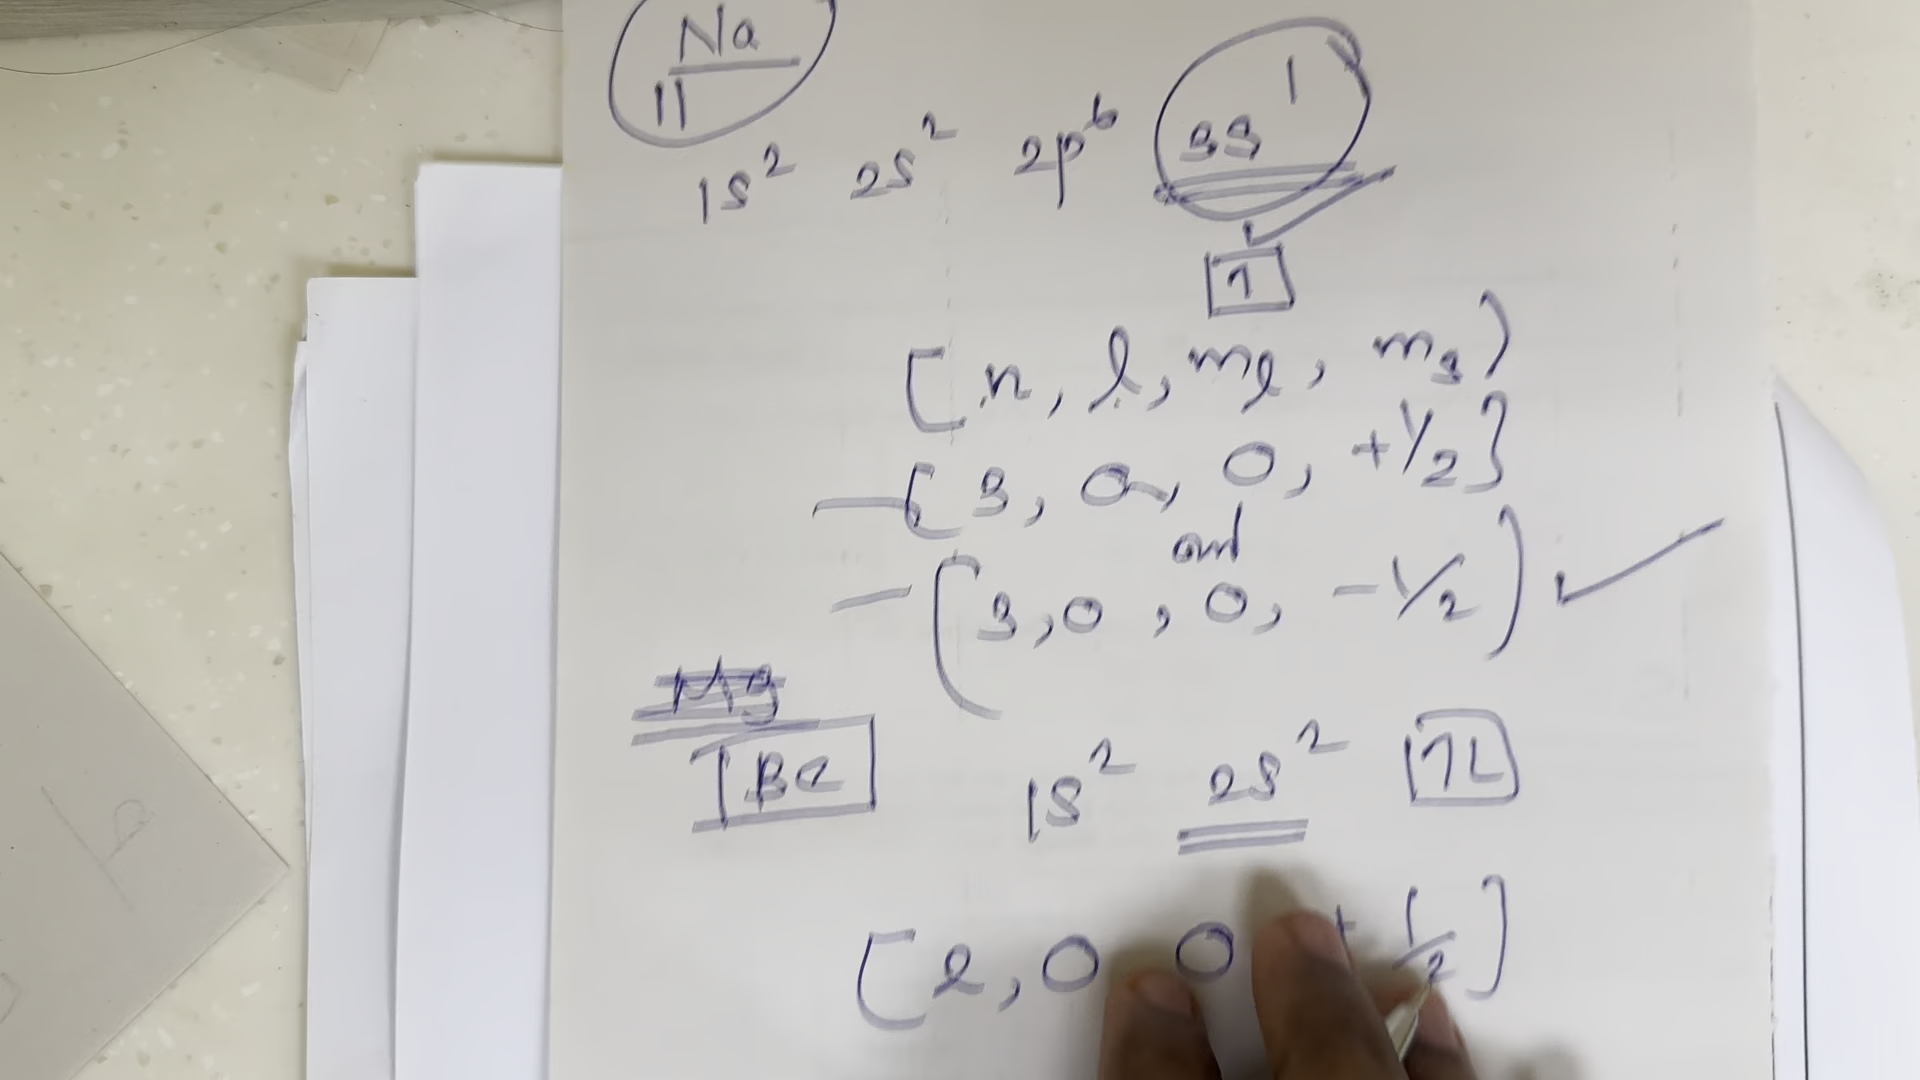 Na
11
1s² 2s² 2p⁶ 3s¹
↿
[n, l, mₗ, mₛ)
[3, 0, 0, +1/2}
and
(3, 0, 0, -1/2)
Be
1s² 2s² ↿⇂
[2, 0 0 + 1/2]